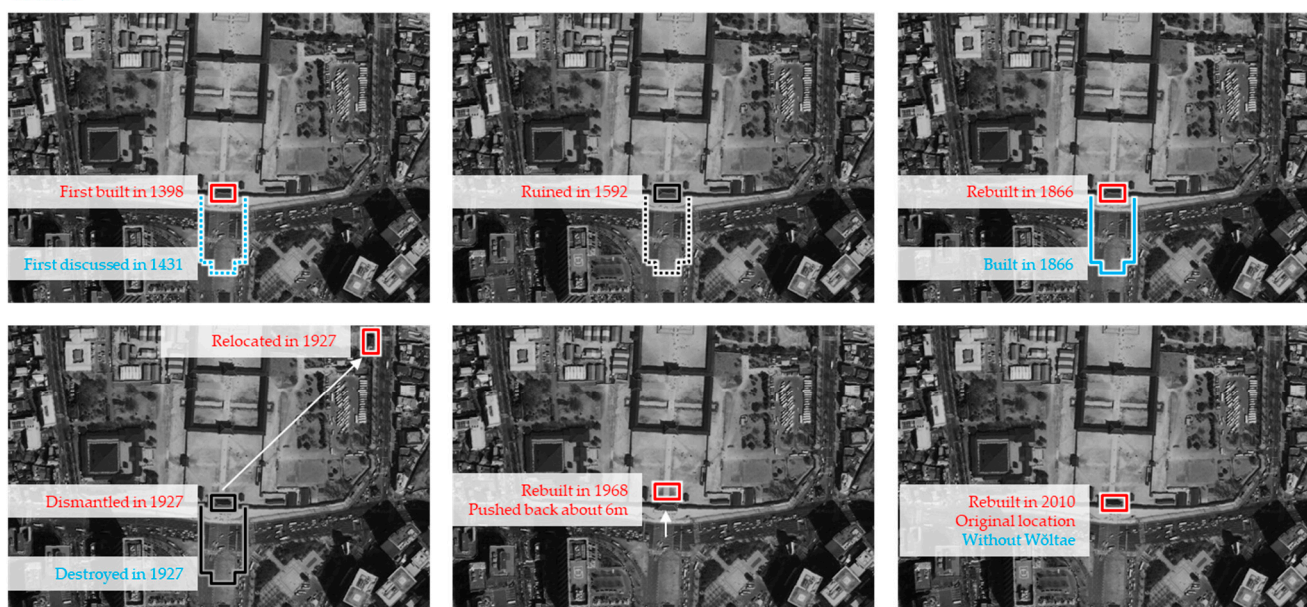 First built in 1398
First discussed in 1431
Ruined in 1592
Rebuilt in 1866
Built in 1866
Relocated in 1927
Dismantled in 1927
Destroyed in 1927
Rebuilt in 1968
Pushed back about 6m
Rebuilt in 2010
Original location
Without Wŏltae